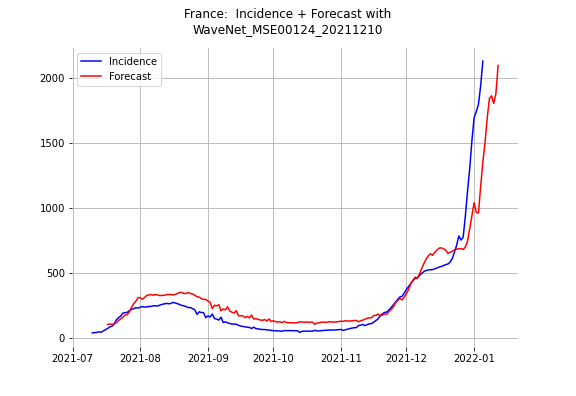 France:  Incidence + Forecast with
WaveNet_MSE00124_20211210
Incidence
Forecast
2000
1500
1000
500
0
2021-07 2021-08 2021-09 2021-10 2021-11 2021-12 2022-01